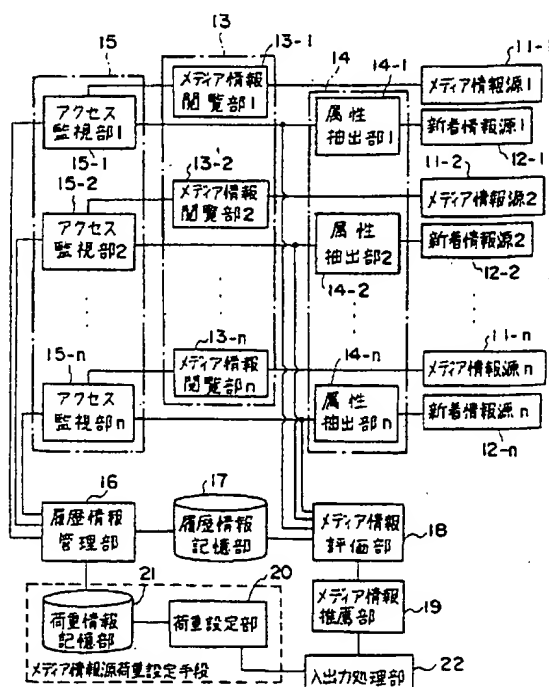 15
13
13-1
14
14-1
11-1
メディア情報
閲覧部1
メディア情報源1
アクセス
監視部1
15-1
属性
抽出部1
新着情報源1
12-1
13-2
11-2
15-2
メディア情報
閲覧部2
メディア情報源2
アクセス
監視部2
属性
抽出部2
14-2
新着情報源2
12-2
13-n
11-n
15-n
メディア情報
閲覧部n
14-n
メディア情報源n
アクセス
監視部n
属性
抽出部n
新着情報源n
12-n
16
17
履歴情報
管理部
履歴情報
記憶部
メディア情報
評価部
18
21
20
荷重情報
記憶部
荷重設定部
メディア情報
推薦部
19
メディア情報源荷重設定手段
入出力処理部
22